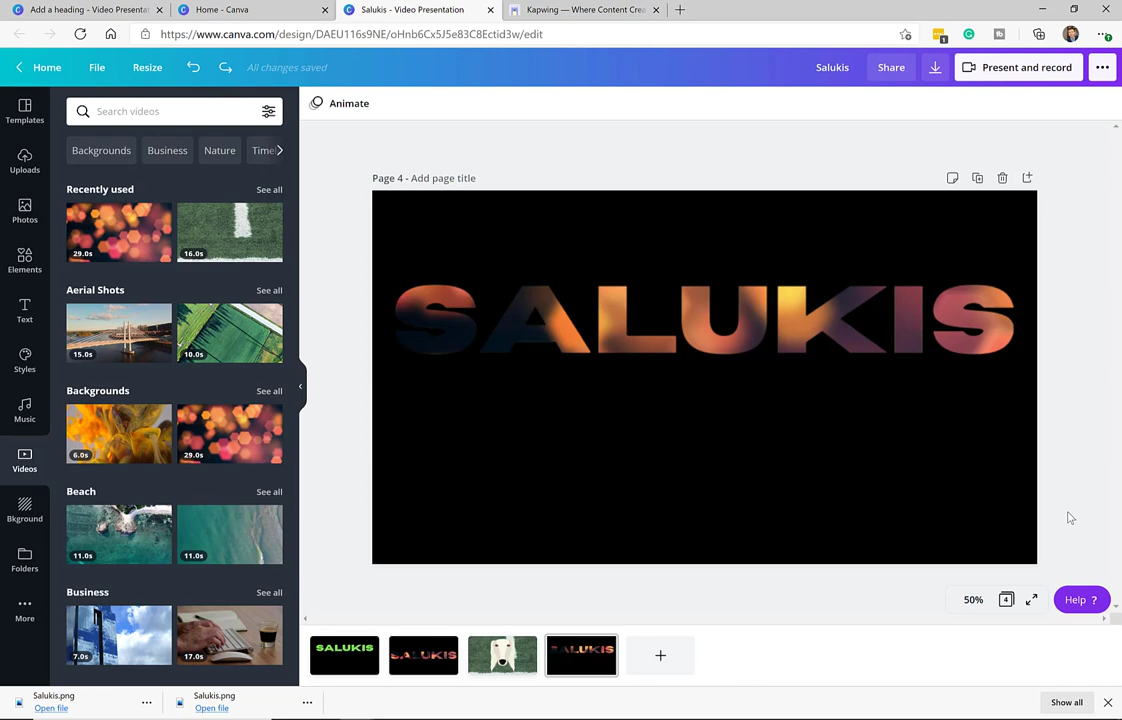 Add a heading - Video Presenta
Home - Canva
Salukis - Video Presentation
Kapwing — Where Content Crea
https://www.canva.com/design/DAEU116s9NE/oHnb6Cx5J5e83C8Ectid3w/edit
1
Home
File
Resize
All changes saved
Salukis
Share
Present and record
Templates
Uploads
Photos
Elements
Text
Styles
Music
Videos
Bkground
Folders
More
Search videos
Backgrounds
Business
Nature
Time
Recently used
See all
29.0s
16.0s
Aerial Shots
See all
15.0s
10.0s
Backgrounds
See all
6.0s
29.0s
Beach
See all
11.0s
11.0s
Business
See all
7.0s
17.0s
Animate
Page 4 - Add page title
SALUKIS
50%
4
Help ?
SALUKIS
SALUKIS
SALUKIS
Salukis.png
Open file
Salukis.png
Open file
Show all